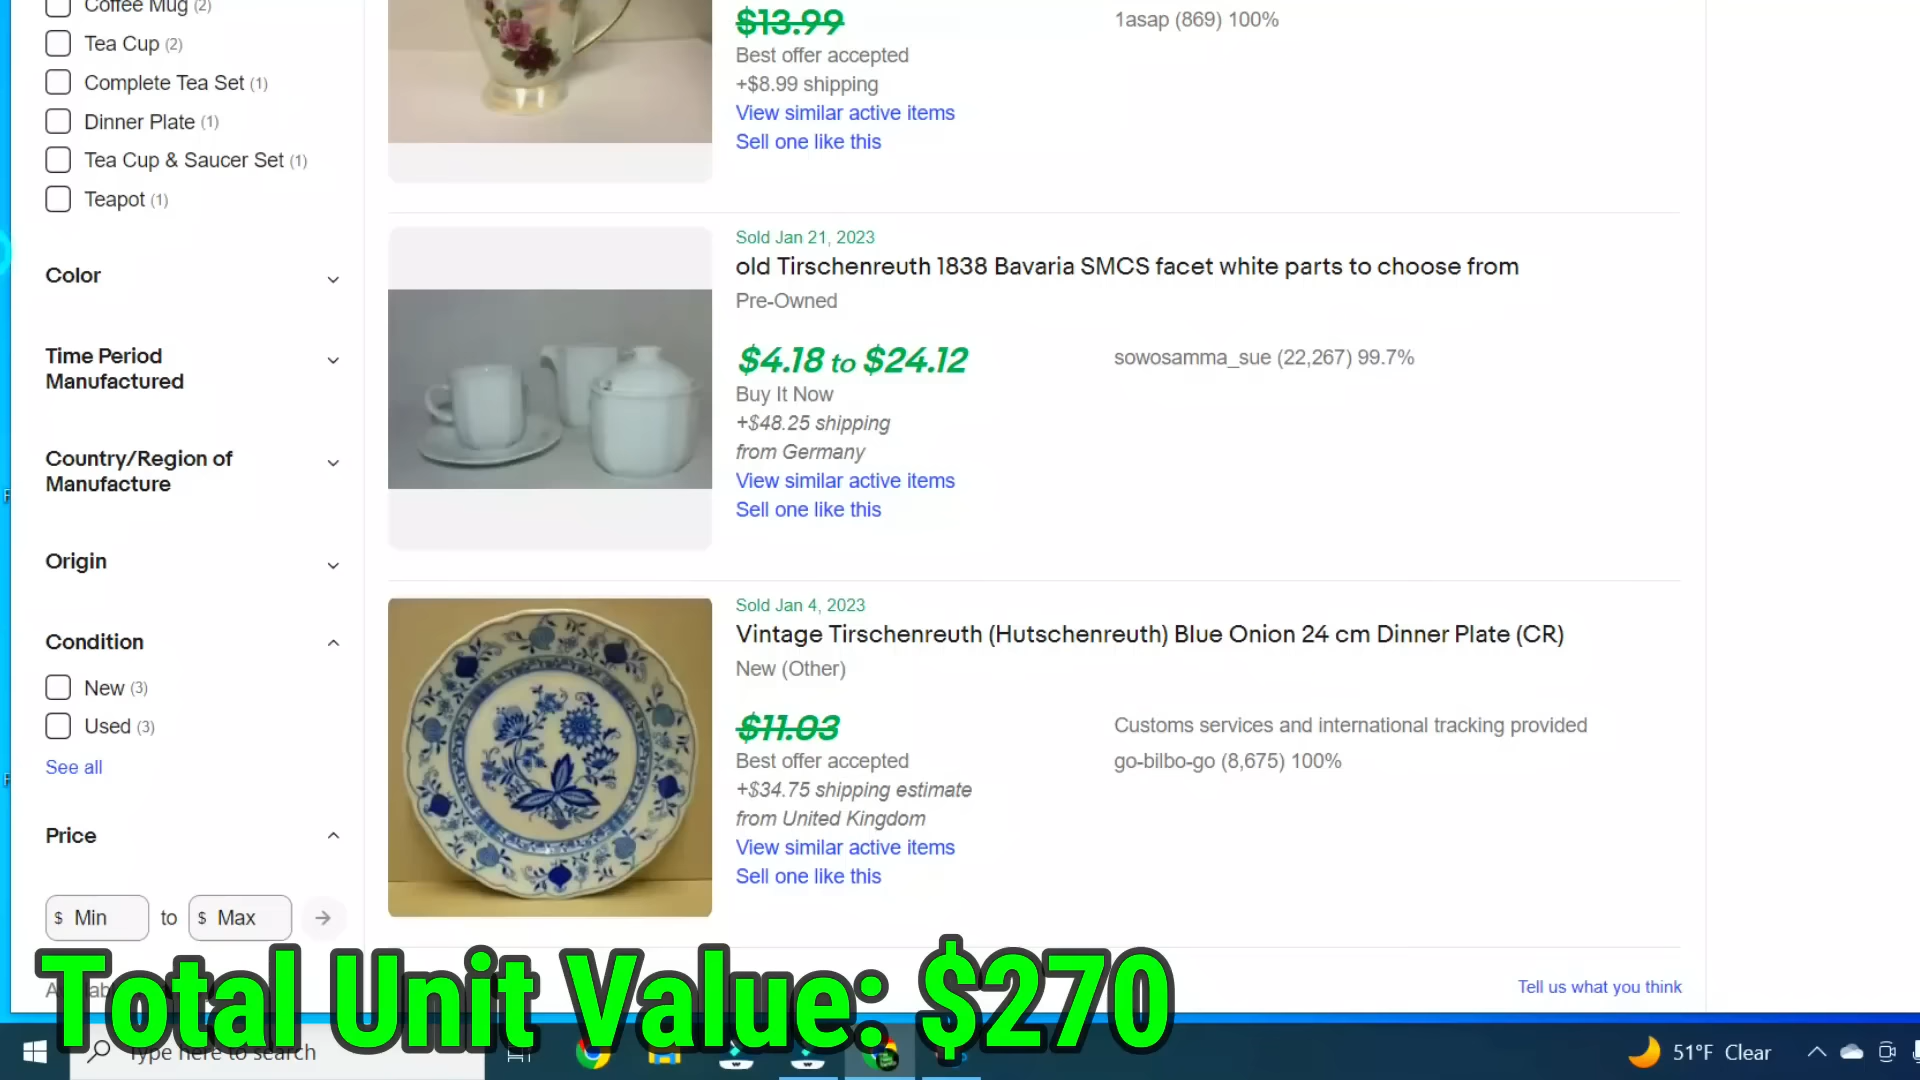 Coffee Mug (2)
Tea Cup (2)
Complete Tea Set (1)
Dinner Plate (1)
Tea Cup & Saucer Set (1)
Teapot (1)
Color
Time Period
Manufactured
Country/Region of
Manufacture
Origin
Condition
New (3)
Used (3)
See all
Price
$ Min to $ Max
$13.99
1asap (869) 100%
Best offer accepted
+$8.99 shipping
View similar active items
Sell one like this
Sold Jan 21, 2023
old Tirschenreuth 1838 Bavaria SMCS facet white parts to choose from
Pre-Owned
$4.18 to $24.12
sowosamma_sue (22,267) 99.7%
Buy It Now
+$48.25 shipping
from Germany
View similar active items
Sell one like this
Sold Jan 4, 2023
Vintage Tirschenreuth (Hutschenreuth) Blue Onion 24 cm Dinner Plate (CR)
New (Other)
$11.03
Customs services and international tracking provided
Best offer accepted
go-bilbo-go (8,675) 100%
+$34.75 shipping estimate
from United Kingdom
View similar active items
Sell one like this
Tell us what you think
Total Unit Value: $270
Type here to search
51°F Clear